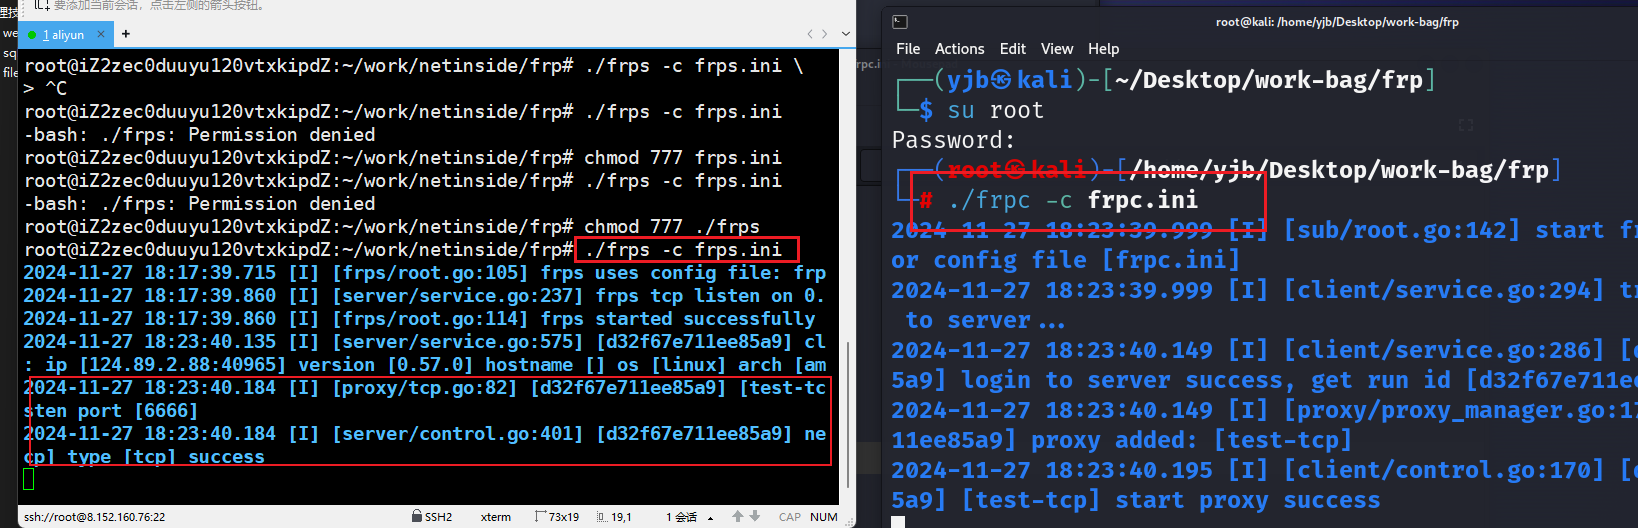 要添加当前会话，点击左侧的箭头按钮。
理技
we
sq
file
1 aliyun × +
root@iZ2zec0duuyu120vtxkipdZ:~/work/netinside/frp# ./frps -c frps.ini \
> ^C
root@iZ2zec0duuyu120vtxkipdZ:~/work/netinside/frp# ./frps -c frps.ini
-bash: ./frps: Permission denied
root@iZ2zec0duuyu120vtxkipdZ:~/work/netinside/frp# chmod 777 frps.ini
root@iZ2zec0duuyu120vtxkipdZ:~/work/netinside/frp# ./frps -c frps.ini
-bash: ./frps: Permission denied
root@iZ2zec0duuyu120vtxkipdZ:~/work/netinside/frp# chmod 777 ./frps
root@iZ2zec0duuyu120vtxkipdZ:~/work/netinside/frp# ./frps -c frps.ini
2024-11-27 18:17:39.715 [I] [frps/root.go:105] frps uses config file: frp
2024-11-27 18:17:39.860 [I] [server/service.go:237] frps tcp listen on 0.
2024-11-27 18:17:39.860 [I] [frps/root.go:114] frps started successfully
2024-11-27 18:23:40.135 [I] [server/service.go:575] [d32f67e711ee85a9] cl
: ip [124.89.2.88:40965] version [0.57.0] hostname [] os [linux] arch [am
2024-11-27 18:23:40.184 [I] [proxy/tcp.go:82] [d32f67e711ee85a9] [test-tc
sten port [6666]
2024-11-27 18:23:40.184 [I] [server/control.go:401] [d32f67e711ee85a9] ne
cp] type [tcp] success
ssh://root@8.152.160.76:22 SSH2 xterm 73x19 19,1 1 会话 CAP NUM
root@kali: /home/yjb/Desktop/work-bag/frp
File Actions Edit View Help
rpc.in
┌──(yjb㉿kali)-[~/Desktop/work-bag/frp]
└─$ su root
Password:
┌──(root㉿kali)-[/home/yjb/Desktop/work-bag/frp]
└─# ./frpc -c frpc.ini
2024-11-27 18:23:39.999 [I] [sub/root.go:142] start fr
or config file [frpc.ini]
2024-11-27 18:23:39.999 [I] [client/service.go:294] tr
to server...
2024-11-27 18:23:40.149 [I] [client/service.go:286] [d
5a9] login to server success, get run id [d32f67e711ee
2024-11-27 18:23:40.149 [I] [proxy/proxy_manager.go:17
11ee85a9] proxy added: [test-tcp]
2024-11-27 18:23:40.195 [I] [client/control.go:170] [d
5a9] [test-tcp] start proxy success